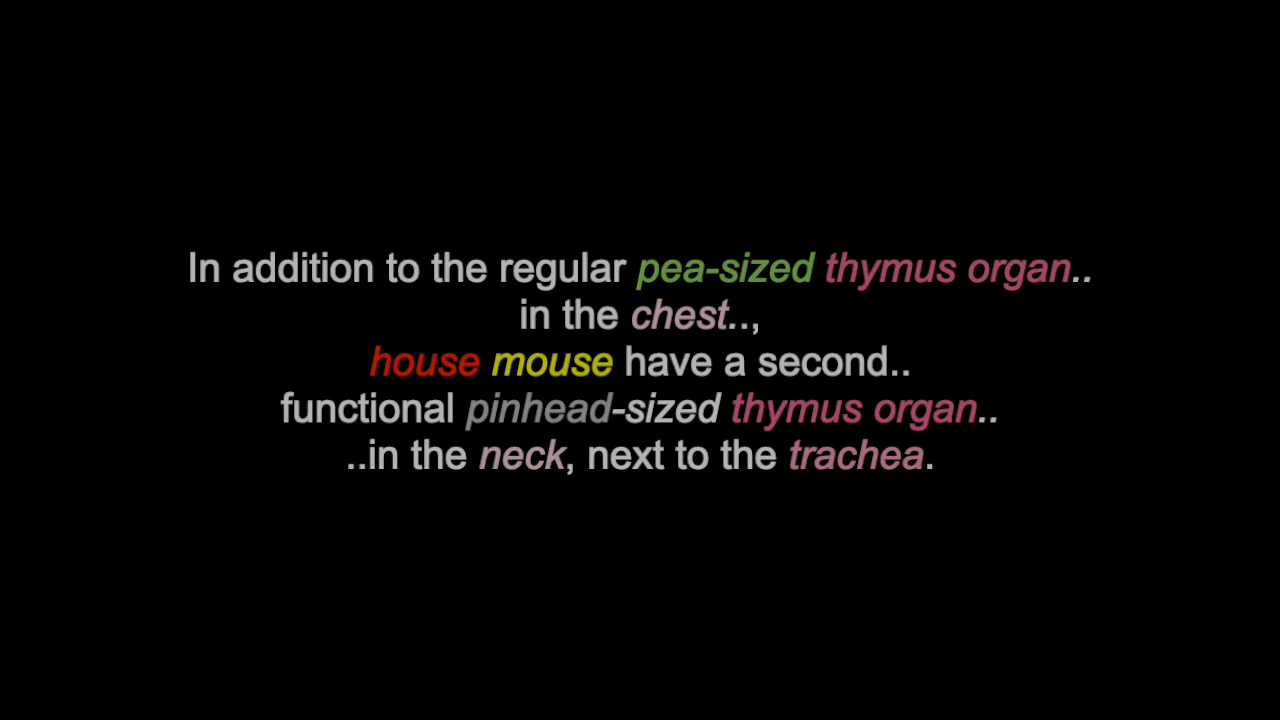 In addition to the regular pea-sized thymus organ..
in the chest..,
house mouse have a second..
functional pinhead-sized thymus organ..
..in the neck, next to the trachea.